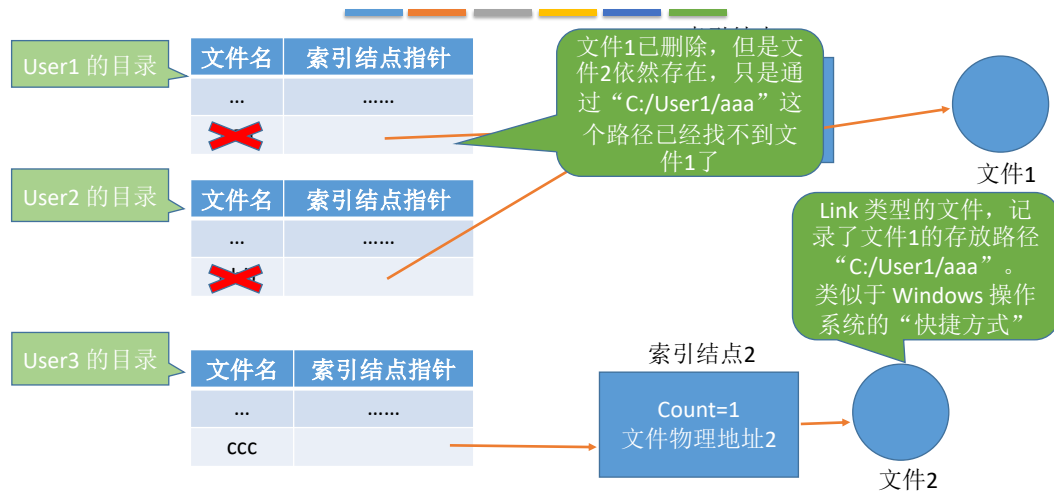 User1 的目录
文件名 索引结点指针
... ......
文件1已删除，但是文
件2依然存在，只是通
过“C:/User1/aaa”这
个路径已经找不到文
件1了
文件1
User2 的目录
文件名 索引结点指针
... ......
Link 类型的文件，记
录了文件1的存放路径
“C:/User1/aaa”。
类似于 Windows 操作
系统的“快捷方式”
User3 的目录
文件名 索引结点指针
... ......
ccc
索引结点2
Count=1
文件物理地址2
文件2